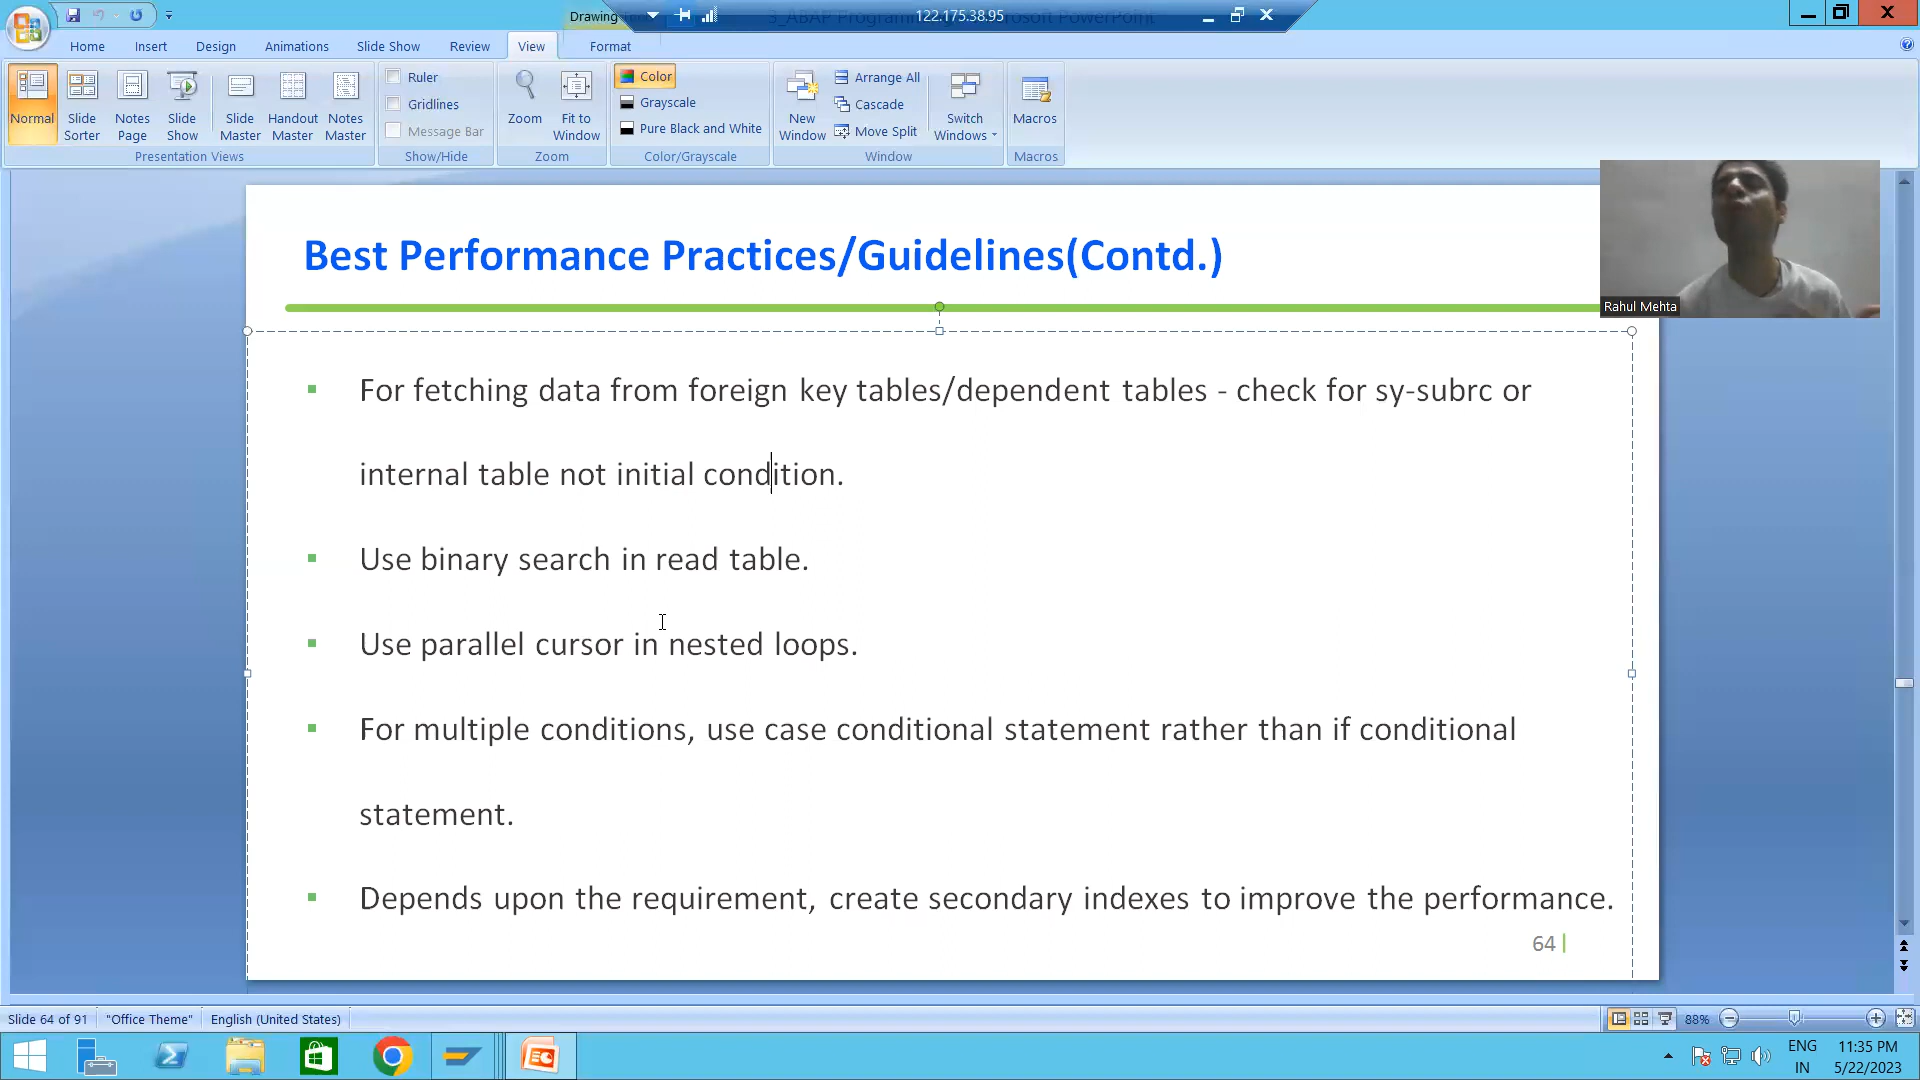 Drawing
3_ABAP Programm
crosoft PowerPoint
122.175.38.95
Home Insert Design Animations Slide Show Review View Format
Normal Slide Sorter Notes Page Slide Show Slide Master Handout Master Notes Master
Presentation Views
Ruler
Gridlines
Message Bar
Show/Hide
Zoom Fit to Window
Zoom
Color
Grayscale
Pure Black and White
Color/Grayscale
New Window
Arrange All
Cascade
Move Split
Switch Windows
Window
Macros
Macros
Best Performance Practices/Guidelines(Contd.)
Rahul Mehta
For fetching data from foreign key tables/dependent tables - check for sy-subrc or
internal table not initial condition.
Use binary search in read table.
Use parallel cursor in nested loops.
For multiple conditions, use case conditional statement rather than if conditional
statement.
Depends upon the requirement, create secondary indexes to improve the performance.
64
Slide 64 of 91 "Office Theme" English (United States) 88%
ENG 11:35 PM
IN 5/22/2023